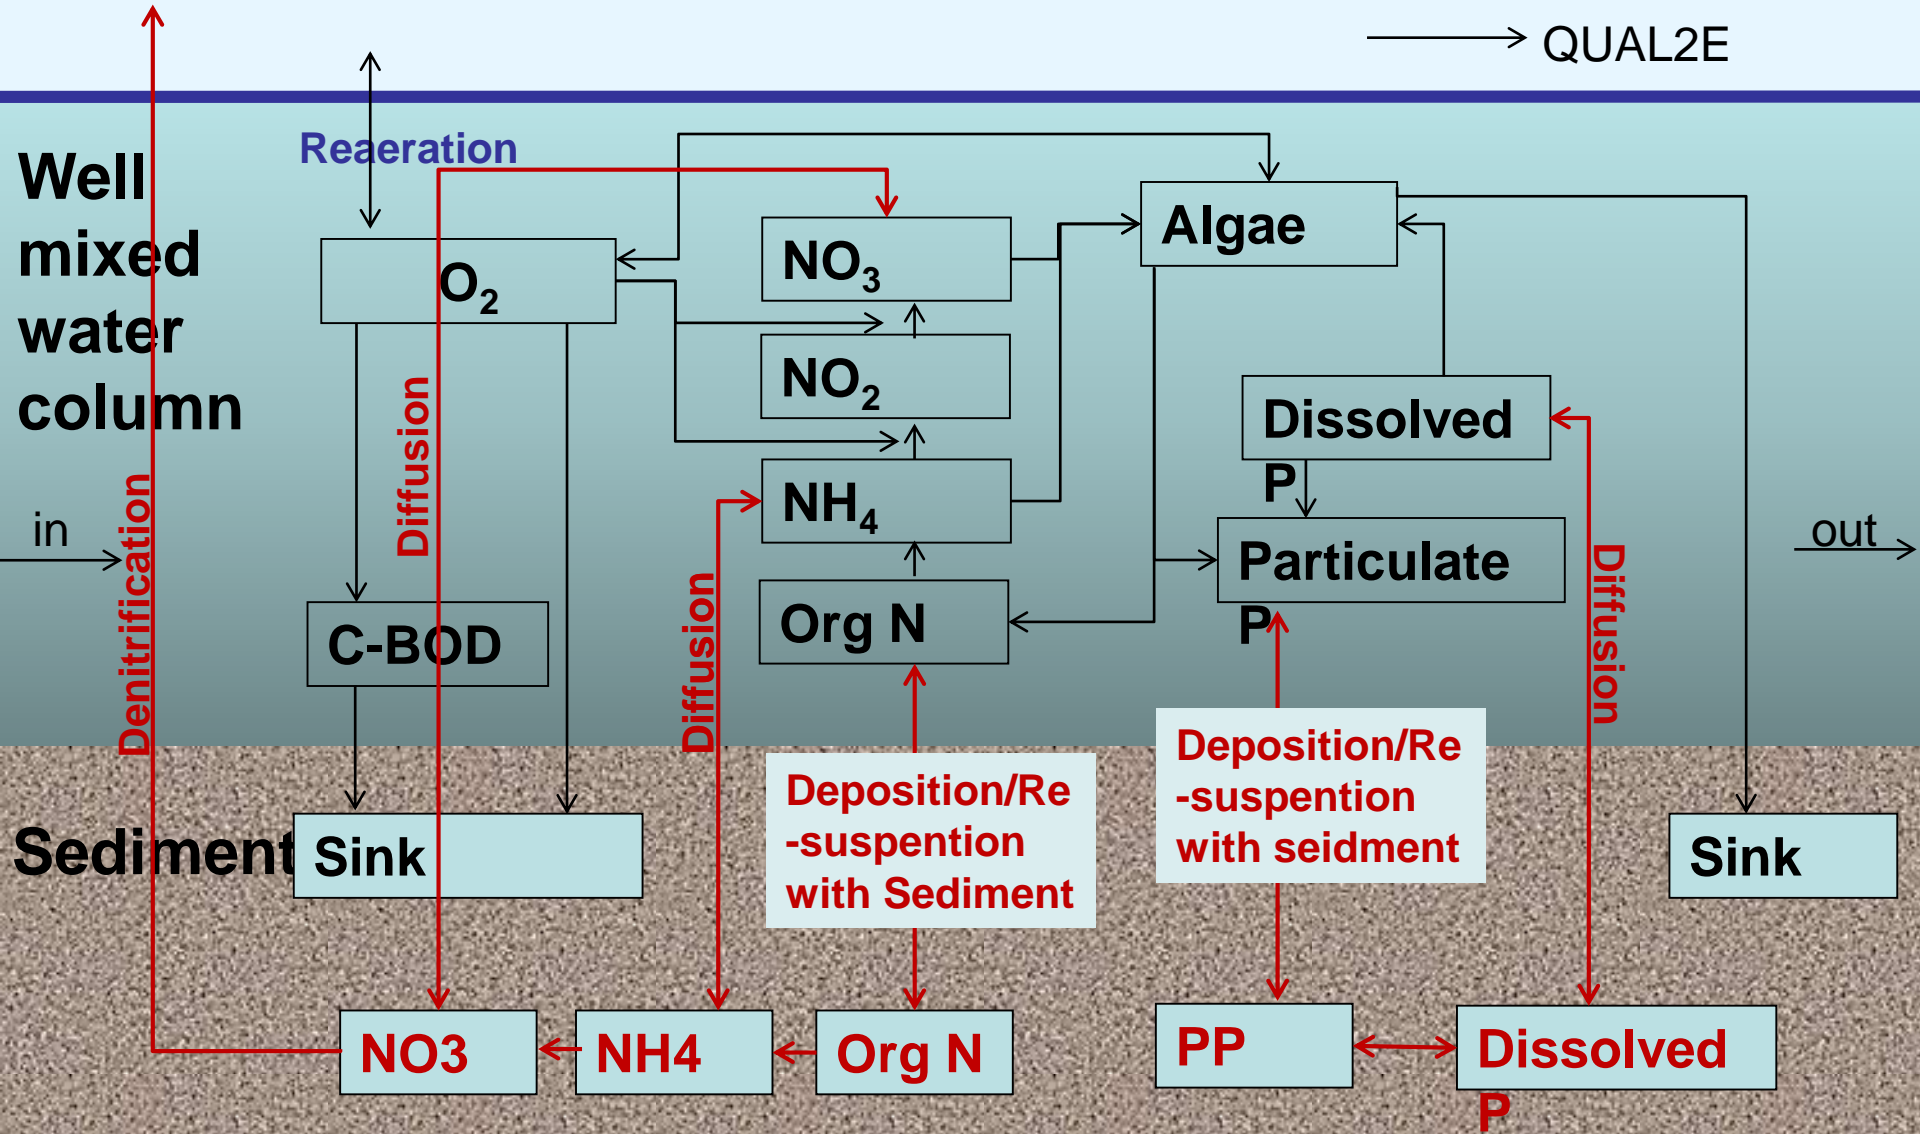 QUAL2E
Reaeration
Well
mixed
water
column
O2
NO3
Algae
NO2
Dissolved
P
NH4
in
out
Particulate
P
Org N
C-BOD
Denitrification
Diffusion
Diffusion
Diffusion
Deposition/Re
-suspention
with Sediment
Deposition/Re
-suspention
with seidment
Sediment
Sink
Sink
NO3
NH4
Org N
PP
Dissolved
P